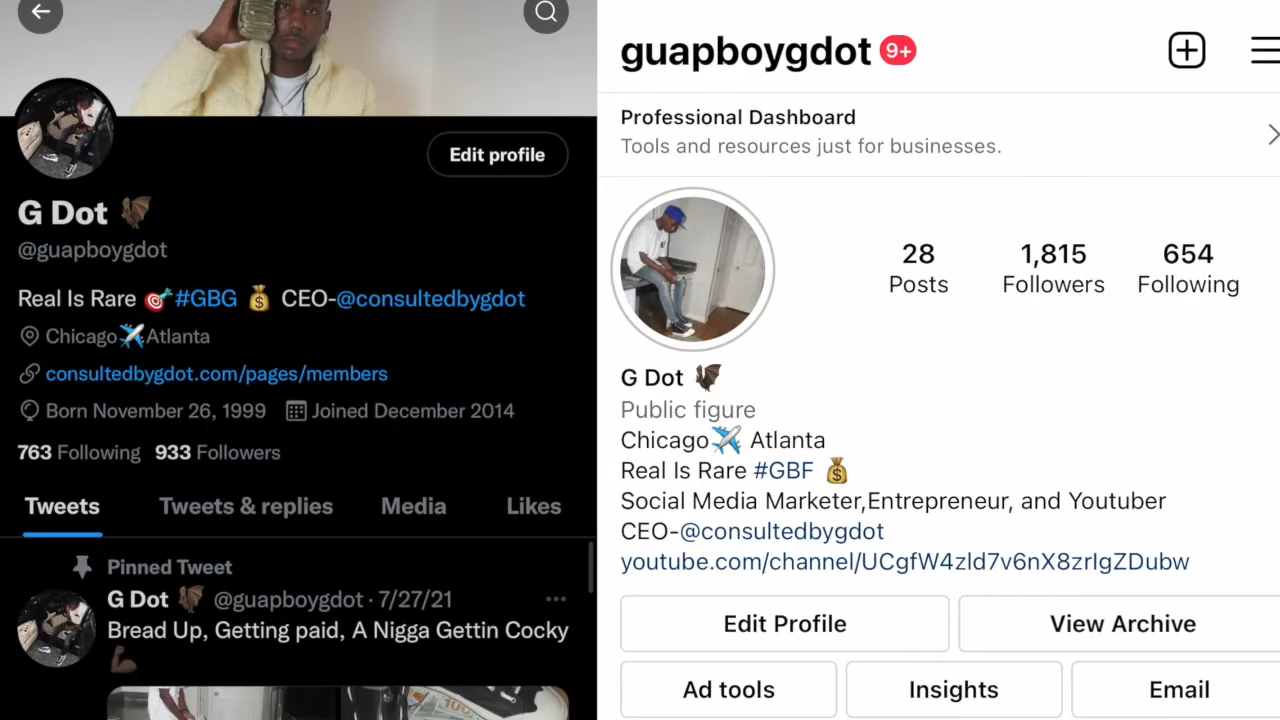 Edit profile
G Dot 🦇
@guapboygdot
Real Is Rare 🎯#GBG 💰 CEO-@consultedbygdot
Chicago✈️Atlanta
consultedbygdot.com/pages/members
Born November 26, 1999 Joined December 2014
763 Following 933 Followers
Tweets Tweets & replies Media Likes
Pinned Tweet
G Dot 🦇 @guapboygdot · 7/27/21 ...
Bread Up, Getting paid, A Nigga Gettin Cocky
💪🏿
guapboygdot 9+
Professional Dashboard
Tools and resources just for businesses.
28 1,815 654
Posts Followers Following
G Dot 🦇
Public figure
Chicago✈️ Atlanta
Real Is Rare #GBF 💰
Social Media Marketer,Entrepreneur, and Youtuber
CEO-@consultedbygdot
youtube.com/channel/UCgfW4zld7v6nX8zrIgZDubw
Edit Profile View Archive
Ad tools Insights Email